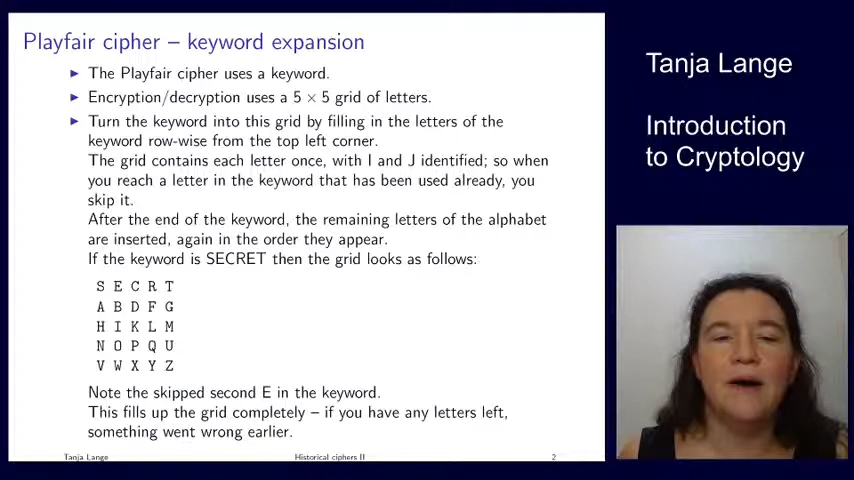 Playfair cipher – keyword expansion
▶ The Playfair cipher uses a keyword.
▶ Encryption/decryption uses a 5 × 5 grid of letters.
▶ Turn the keyword into this grid by filling in the letters of the
keyword row-wise from the top left corner.
The grid contains each letter once, with I and J identified; so when
you reach a letter in the keyword that has been used already, you
skip it.
After the end of the keyword, the remaining letters of the alphabet
are inserted, again in the order they appear.
If the keyword is SECRET then the grid looks as follows:
S E C R T
A B D F G
H I K L M
N O P Q U
V W X Y Z
Note the skipped second E in the keyword.
This fills up the grid completely – if you have any letters left,
something went wrong earlier.
Tanja Lange Historical ciphers II 2
Tanja Lange
Introduction
to Cryptology